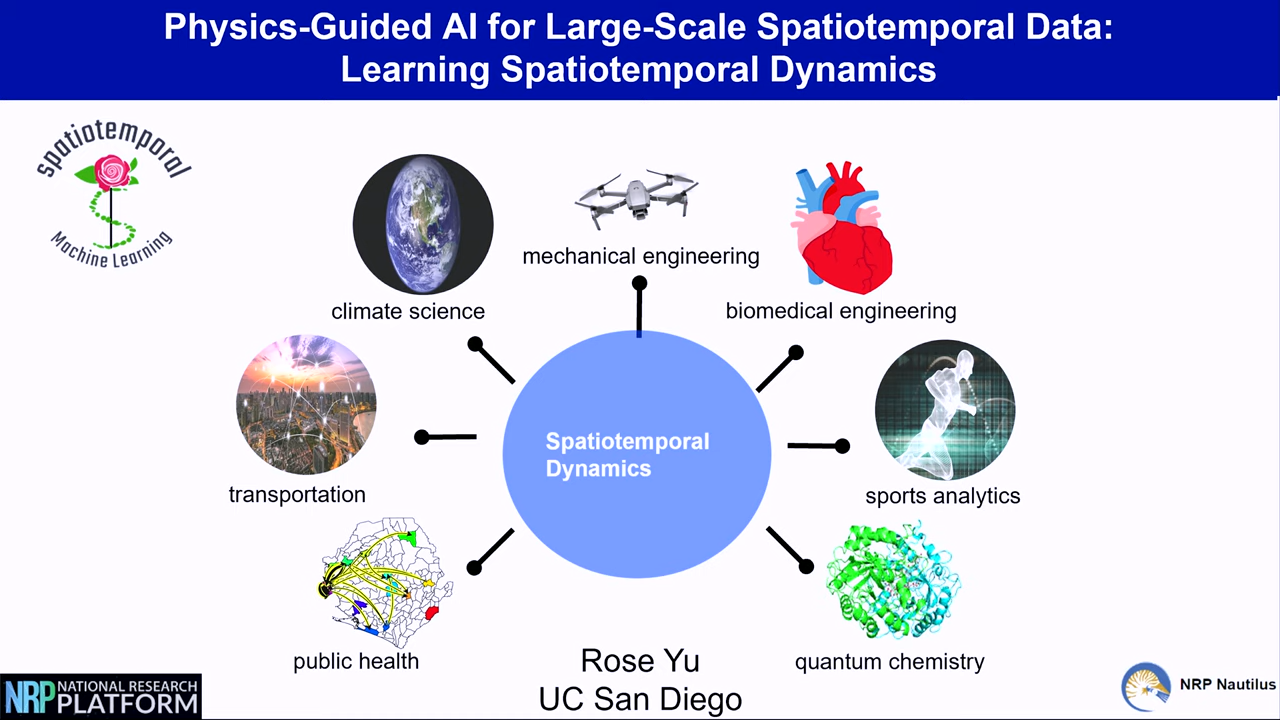 Physics-Guided AI for Large-Scale Spatiotemporal Data:
Learning Spatiotemporal Dynamics
spatiotemporal
Machine Learning
climate science
mechanical engineering
biomedical engineering
transportation
Spatiotemporal
Dynamics
sports analytics
public health
quantum chemistry
Rose Yu
UC San Diego
NRP NATIONAL RESEARCH
PLATFORM
NRP Nautilus